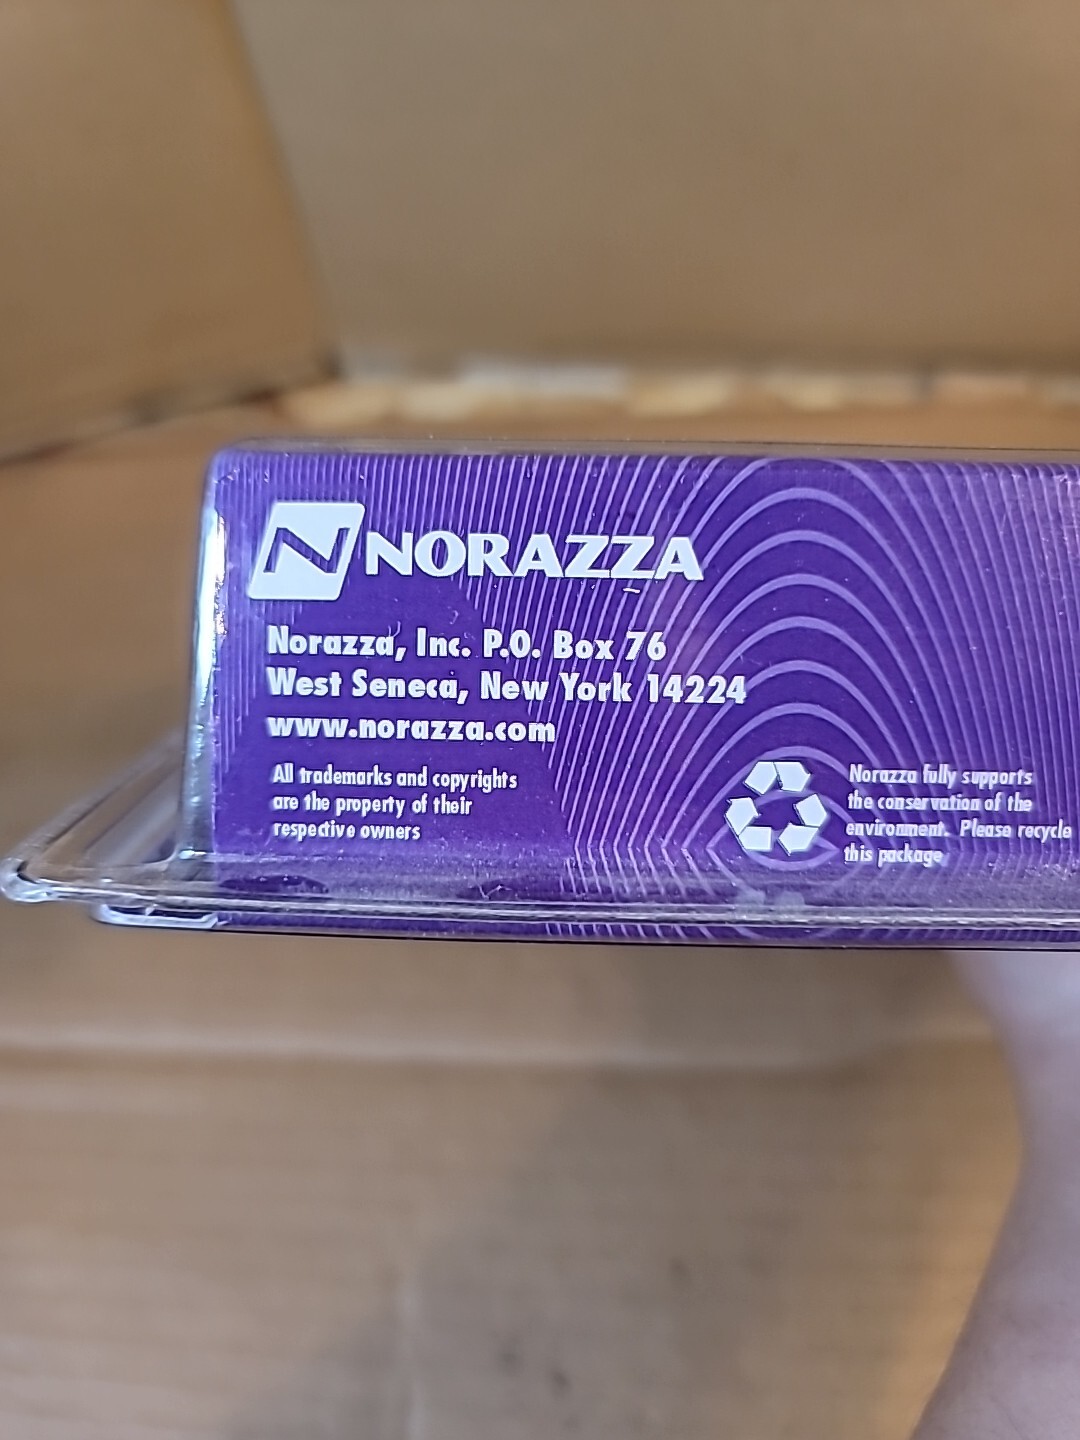 N NORAZZA
Norazza, Inc. P.O. Box 76
West Seneca, New York 14224
www.norazza.com
All trademarks and copyrights
are the property of their
respective owners
Norazza fully supports
the conservation of the
environment. Please recycle
this package